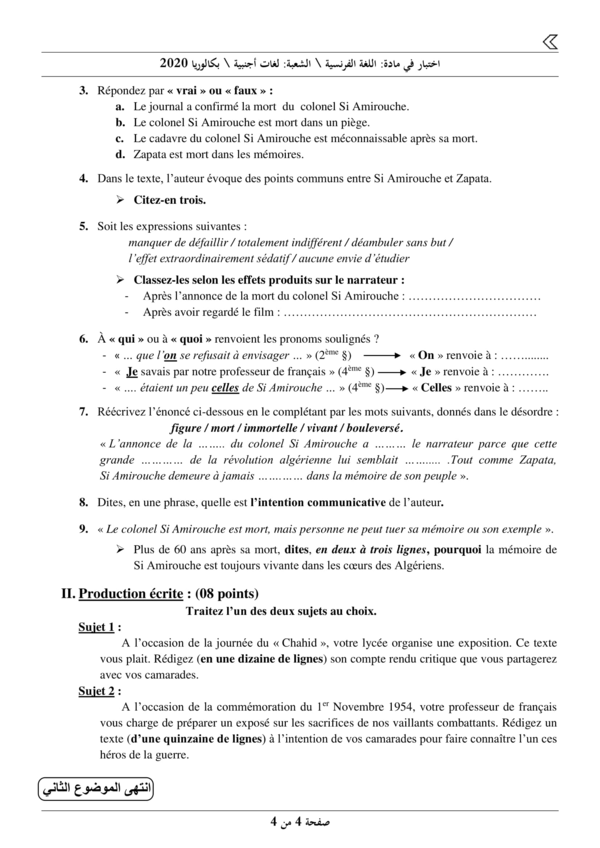 اختبار في مادة: اللغة الفرنسية \ الشعبة: لغات أجنبية \ بكالوريا 2020
3. Répondez par « vrai » ou « faux » :
a. Le journal a confirmé la mort du colonel Si Amirouche.
b. Le colonel Si Amirouche est mort dans un piège.
c. Le cadavre du colonel Si Amirouche est méconnaissable après sa mort.
d. Zapata est mort dans les mémoires.
4. Dans le texte, l’auteur évoque des points communs entre Si Amirouche et Zapata.
➢ Citez-en trois.
5. Soit les expressions suivantes :
manquer de défaillir / totalement indifférent / déambuler sans but /
l’effet extraordinairement sédatif / aucune envie d’étudier
➢ Classez-les selon les effets produits sur le narrateur :
- Après l’annonce de la mort du colonel Si Amirouche : ……………………………
- Après avoir regardé le film : ………………………………………………………
6. À « qui » ou à « quoi » renvoient les pronoms soulignés ?
- « … que l’on se refusait à envisager … » (2ème §) → « On » renvoie à : ……........
- « Je savais par notre professeur de français » (4ème §) → « Je » renvoie à : ………….
- « …. étaient un peu celles de Si Amirouche … » (4ème §) → « Celles » renvoie à : ……..
7. Réécrivez l’énoncé ci-dessous en le complétant par les mots suivants, donnés dans le désordre :
figure / mort / immortelle / vivant / bouleversé.
« L’annonce de la …….. du colonel Si Amirouche a ……… le narrateur parce que cette
grande ………… de la révolution algérienne lui semblait ……..... .Tout comme Zapata,
Si Amirouche demeure à jamais ………… dans la mémoire de son peuple ».
8. Dites, en une phrase, quelle est l’intention communicative de l’auteur.
9. « Le colonel Si Amirouche est mort, mais personne ne peut tuer sa mémoire ou son exemple ».
➢ Plus de 60 ans après sa mort, dites, en deux à trois lignes, pourquoi la mémoire de
Si Amirouche est toujours vivante dans les cœurs des Algériens.
II. Production écrite : (08 points)
Traitez l’un des deux sujets au choix.
Sujet 1 :
A l’occasion de la journée du « Chahid », votre lycée organise une exposition. Ce texte
vous plait. Rédigez (en une dizaine de lignes) son compte rendu critique que vous partagerez
avec vos camarades.
Sujet 2 :
A l’occasion de la commémoration du 1er Novembre 1954, votre professeur de français
vous charge de préparer un exposé sur les sacrifices de nos vaillants combattants. Rédigez un
texte (d’une quinzaine de lignes) à l’intention de vos camarades pour faire connaître l’un ces
héros de la guerre.
انتهى الموضوع الثاني
صفحة 4 من 4